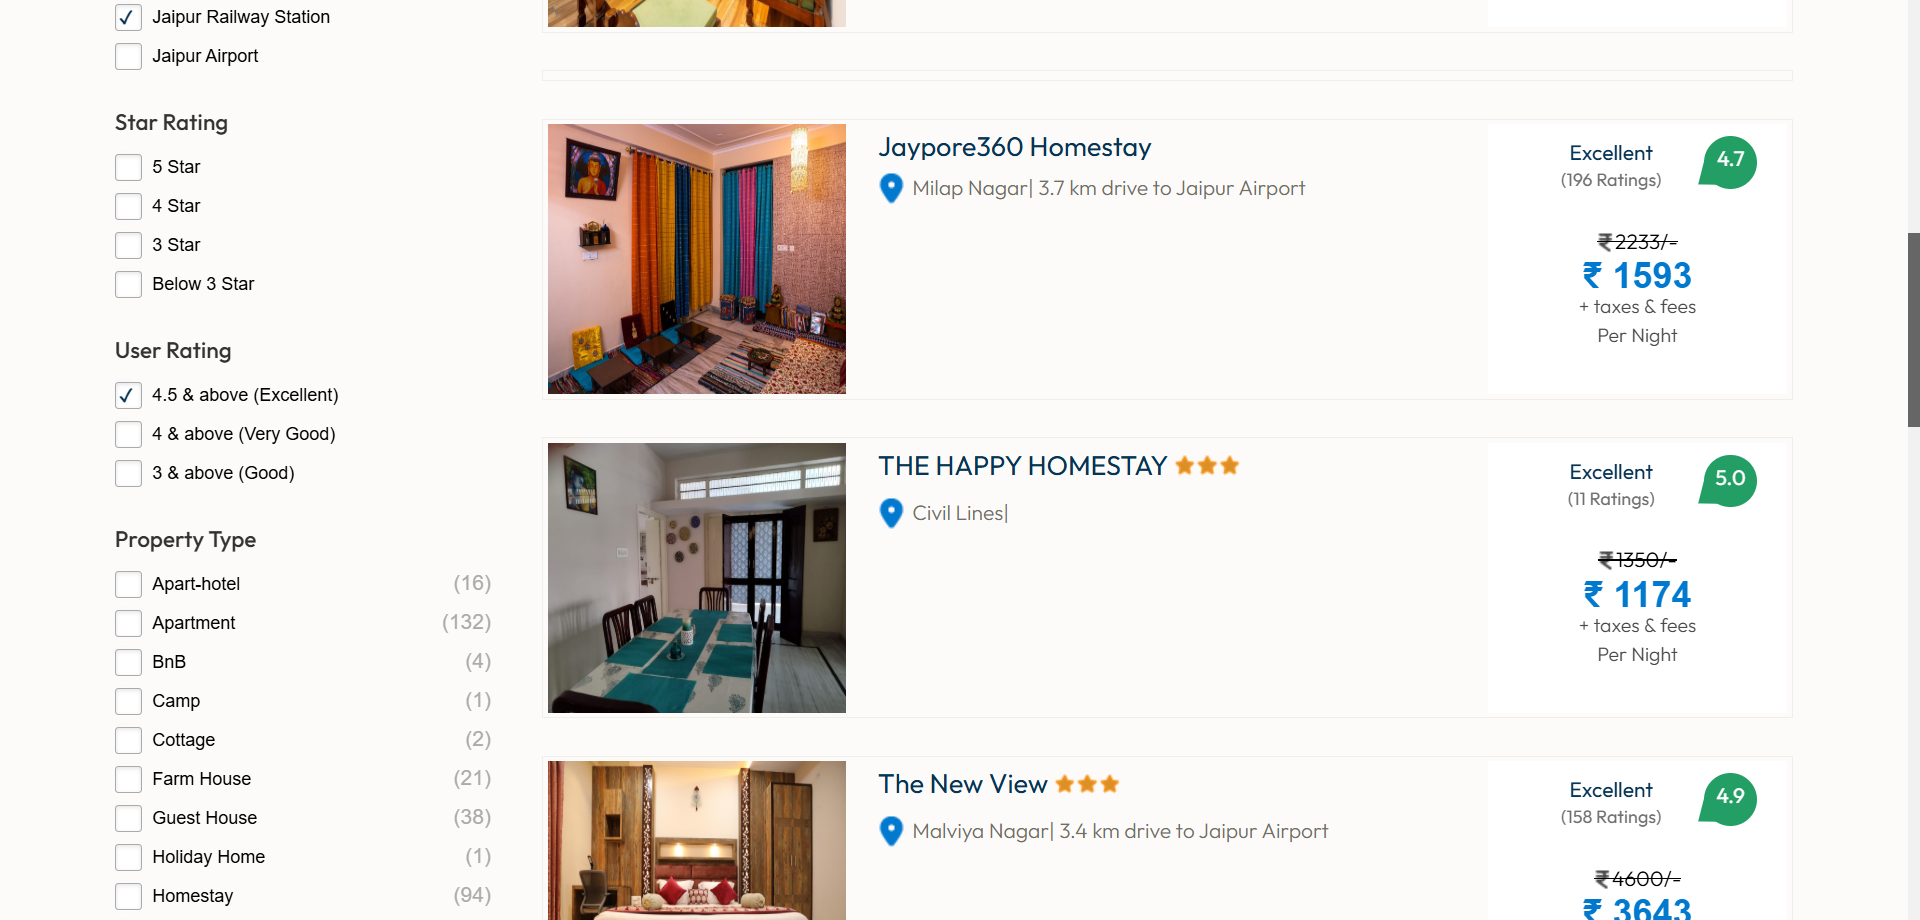 Jaipur Railway Station
Jaipur Airport
Star Rating
5 Star
4 Star
3 Star
Below 3 Star
User Rating
4.5 & above (Excellent)
4 & above (Very Good)
3 & above (Good)
Property Type
Apart-hotel (16)
Apartment (132)
BnB (4)
Camp (1)
Cottage (2)
Farm House (21)
Guest House (38)
Holiday Home (1)
Homestay (94)
Jaypore360 Homestay
Milap Nagar| 3.7 km drive to Jaipur Airport
Excellent
(196 Ratings)
4.7
₹2233/-
₹ 1593
+ taxes & fees
Per Night
THE HAPPY HOMESTAY
Civil Lines|
Excellent
(11 Ratings)
5.0
₹1350/-
₹ 1174
+ taxes & fees
Per Night
The New View
Malviya Nagar| 3.4 km drive to Jaipur Airport
Excellent
(158 Ratings)
4.9
₹4600/-
₹ 3643